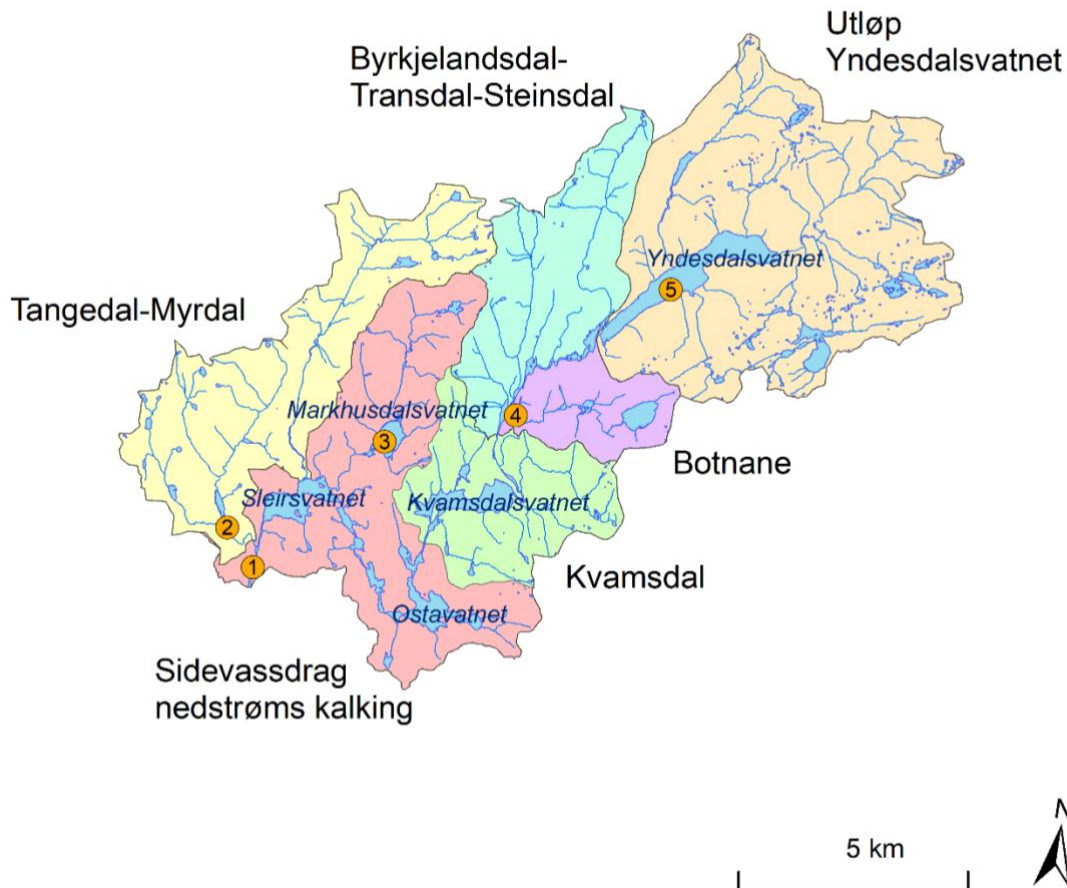 Utløp
Yndesdalsvatnet
Byrkjelandsdal-
Transdal-Steinsdal
Yndesdalsvatnet
5
Tangedal-Myrdal
Markhusdalsvatnet
4
3
Botnane
Sleirsvatnet
Kvamsdalsvatnet
2
1
Kvamsdal
Ostavatnet
Sidevassdrag
nedstrøms kalking
N
5 km